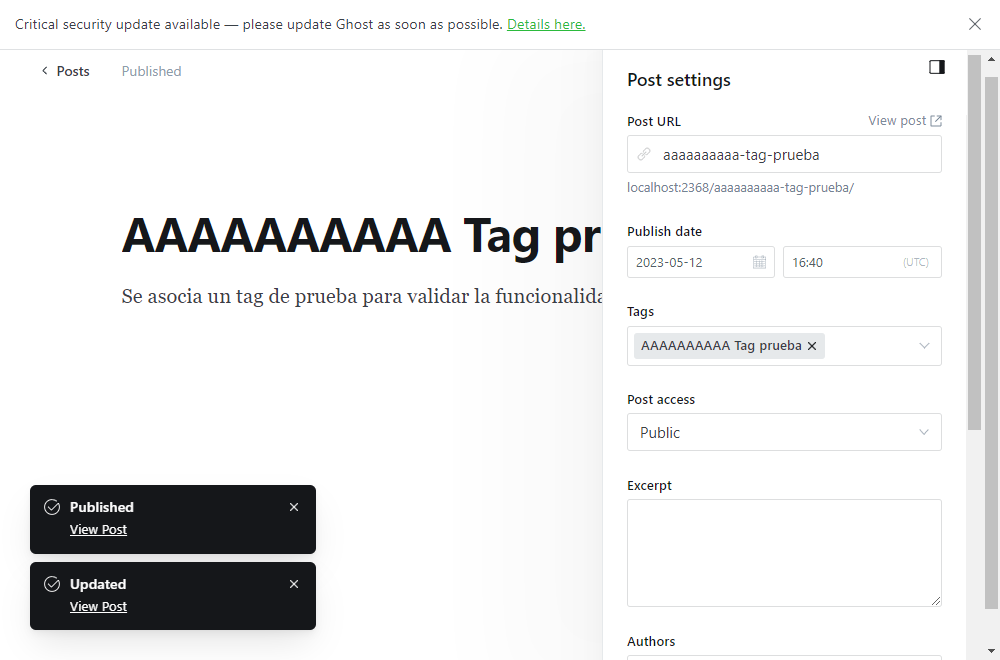 Critical security update available — please update Ghost as soon as possible. Details here.
Posts
Published
AAAAAAAAAA Tag pr
Se asocia un tag de prueba para validar la funcionalida
Post settings
Post URL
View post
aaaaaaaaaa-tag-prueba
localhost:2368/aaaaaaaaaa-tag-prueba/
Publish date
2023-05-12
16:40
(UTC)
Tags
AAAAAAAAAA Tag prueba
Post access
Public
Excerpt
Authors
Published
View Post
Updated
View Post